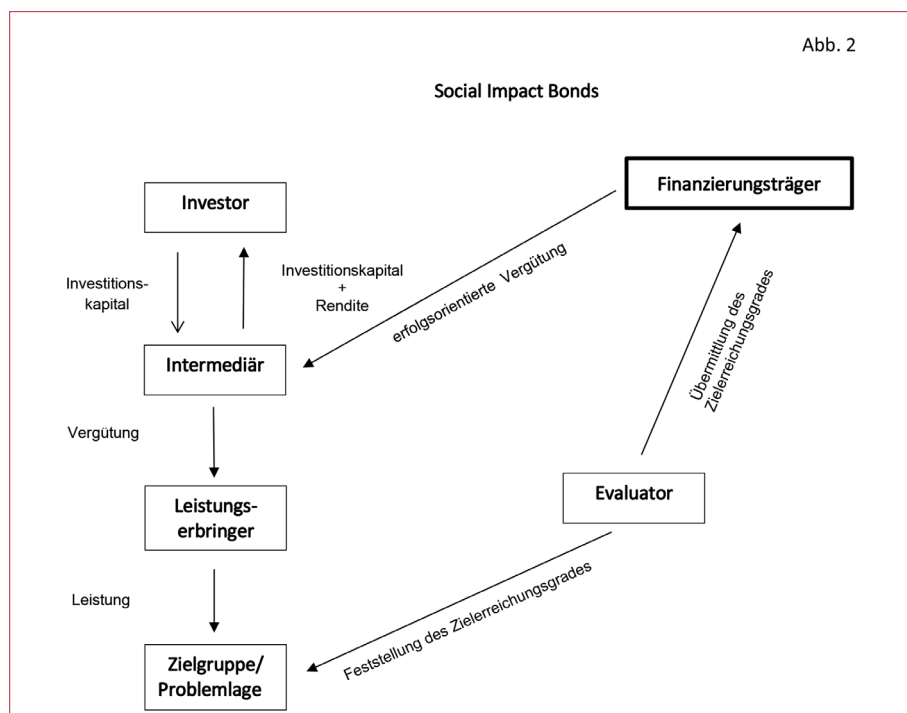 Abb. 2
Social Impact Bonds
Finanzierungsträger
Investor
Investitions-
kapital
Investitionskapital
+
Rendite
erfolgsorientierte Vergütung
Übermittlung des
Zielerreichungsgrades
Intermediär
Vergütung
Leistungs-
erbringer
Evaluator
Leistung
Feststellung des Zielerreichungsgrades
Zielgruppe/
Problemlage